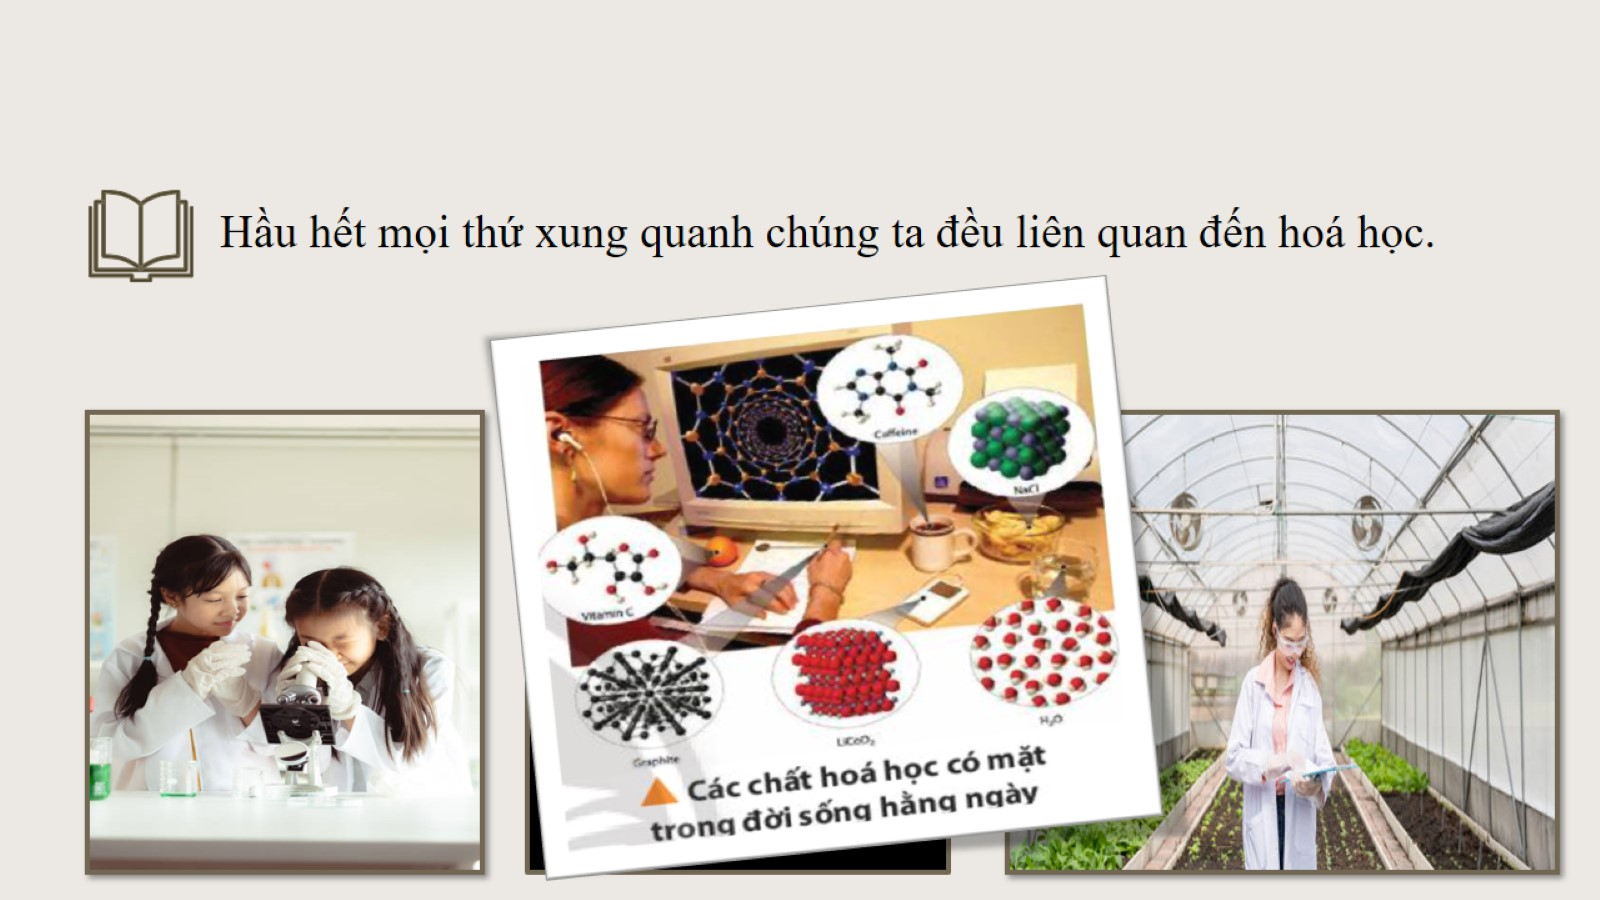 Hầu hết mọi thứ xung quanh chúng ta đều liên quan đến hoá học.
Caffeine
NaCl
Vitamin C
Graphite
LiCoO₂
H₂O
Các chất hoá học có mặt
trong đời sống hằng ngày